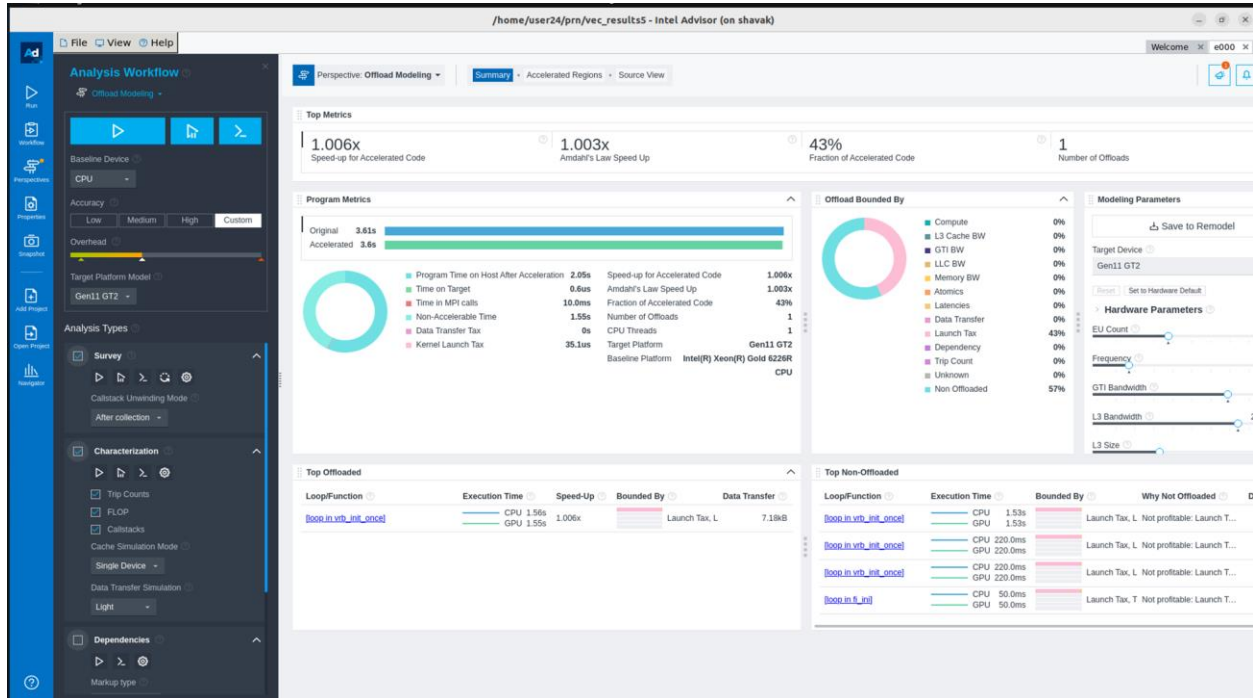 /home/user24/prn/vec_results5 - Intel Advisor (on shavak)
File View Help
Welcome × e000 ×
Ad
Run
Workflow
Perspectives
Properties
Snapshot
Add Project
Open Project
Navigator
Analysis Workflow
Offload Modeling
Baseline Device
CPU
Accuracy
Low Medium High Custom
Overhead
Target Platform Model
Gen11 GT2
Analysis Types
Survey
Callstack Unwinding Mode
After collection
Characterization
Trip Counts
FLOP
Callstacks
Cache Simulation Mode
Single Device
Data Transfer Simulation
Light
Dependencies
Markup type
Perspective: Offload Modeling
Summary • Accelerated Regions • Source View
Top Metrics
1.006x
Speed-up for Accelerated Code
1.003x
Amdahl's Law Speed Up
43%
Fraction of Accelerated Code
1
Number of Offloads
Program Metrics
Original 3.61s
Accelerated 3.6s
Program Time on Host After Acceleration 2.05s
Time on Target 0.6us
Time in MPI calls 10.0ms
Non-Accelerable Time 1.55s
Data Transfer Tax 0s
Kernel Launch Tax 35.1us
Speed-up for Accelerated Code 1.006x
Amdahl's Law Speed Up 1.003x
Fraction of Accelerated Code 43%
Number of Offloads 1
CPU Threads 1
Target Platform Gen11 GT2
Baseline Platform Intel(R) Xeon(R) Gold 6226R
CPU
Offload Bounded By
Compute 0%
L3 Cache BW 0%
GTI BW 0%
LLC BW 0%
Memory BW 0%
Atomics 0%
Latencies 0%
Data Transfer 0%
Launch Tax 43%
Dependency 0%
Trip Count 0%
Unknown 0%
Non Offloaded 57%
Modeling Parameters
Save to Remodel
Target Device
Gen11 GT2
Reset Set to Hardware Default
Hardware Parameters
EU Count
Frequency
GTI Bandwidth
L3 Bandwidth 2
L3 Size
Top Offloaded
Loop/Function Execution Time Speed-Up Bounded By Data Transfer
[loop in vrb_init_once] CPU 1.56s GPU 1.55s 1.006x Launch Tax, L 7.18kB
Top Non-Offloaded
Loop/Function Execution Time Bounded By Why Not Offloaded D
[loop in vrb_init_once] CPU 1.53s GPU 1.53s Launch Tax, L Not profitable: Launch T...
[loop in vrb_init_once] CPU 220.0ms GPU 220.0ms Launch Tax, L Not profitable: Launch T...
[loop in vrb_init_once] CPU 220.0ms GPU 220.0ms Launch Tax, L Not profitable: Launch T...
[loop in fi_ini] CPU 50.0ms GPU 50.0ms Launch Tax, T Not profitable: Launch T...